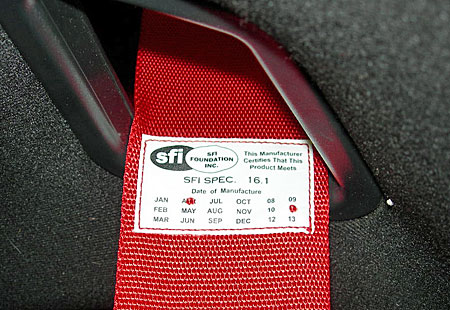 sfi
SFI
FOUNDATION
INC.
This Manufacturer
Certifies That This
Product Meets
SFI SPEC. 16.1
Date of Manufacture
JAN JUL OCT 08 09
FEB MAY AUG NOV 10
MAR JUN SEP DEC 12 13